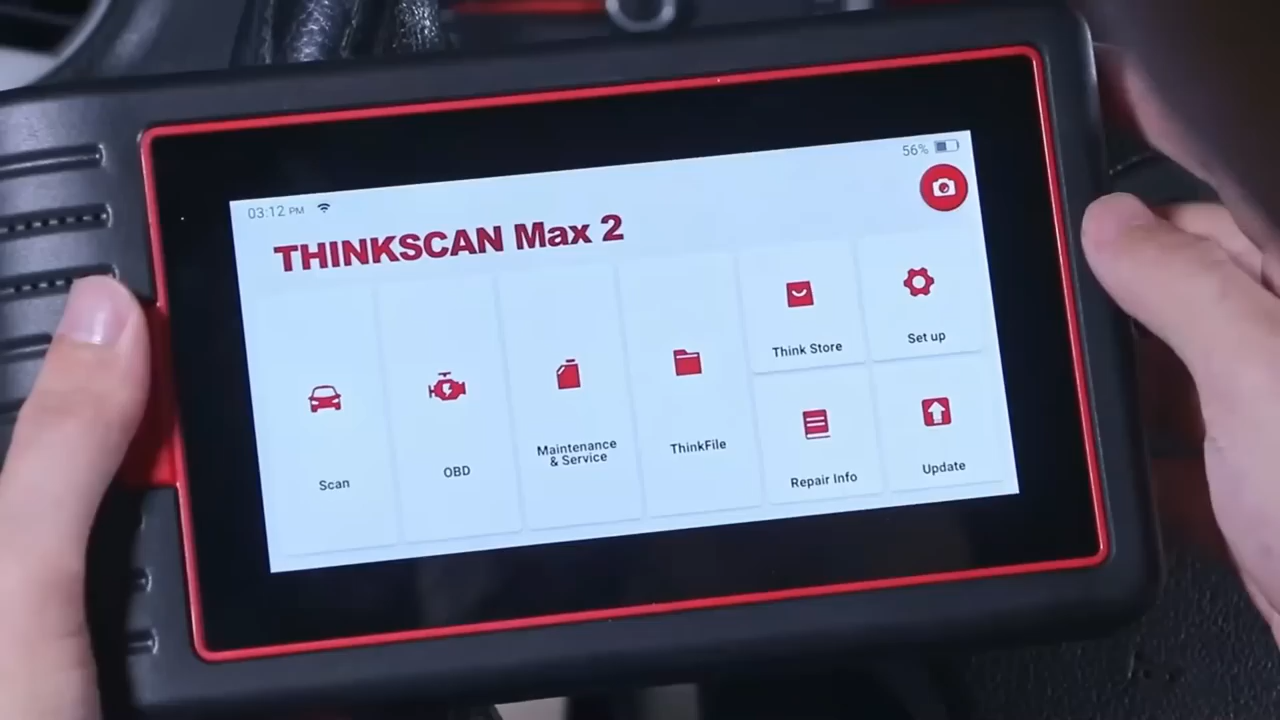 03:12 PM
56%
THINKSCAN Max 2
Scan
OBD
Maintenance
& Service
ThinkFile
Think Store
Set up
Repair Info
Update